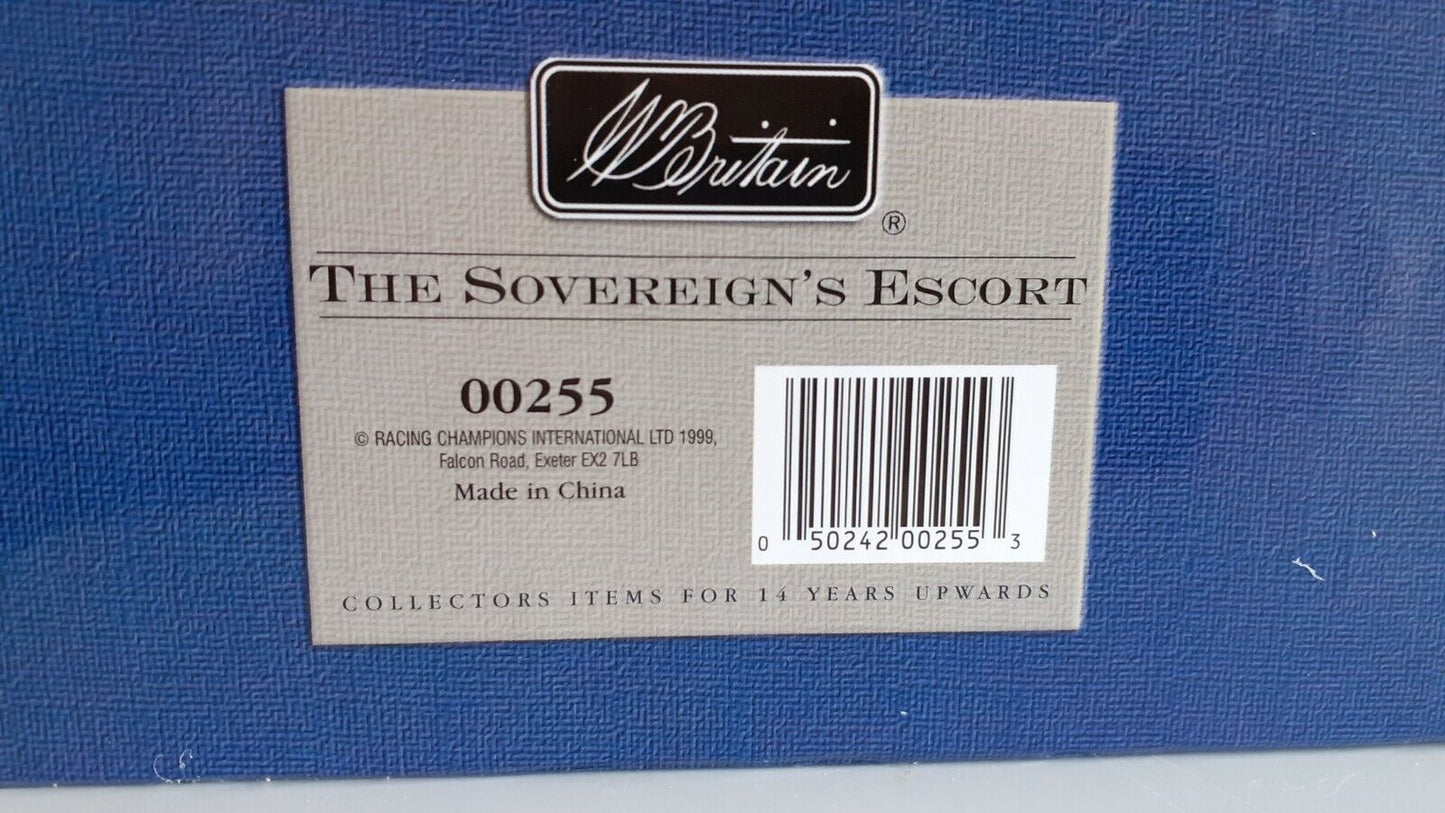 WBritain
®
THE SOVEREIGN'S ESCORT
00255
© RACING CHAMPIONS INTERNATIONAL LTD 1999,
Falcon Road, Exeter EX2 7LB
Made in China
0 50242 00255 3
COLLECTORS ITEMS FOR 14 YEARS UPWARDS